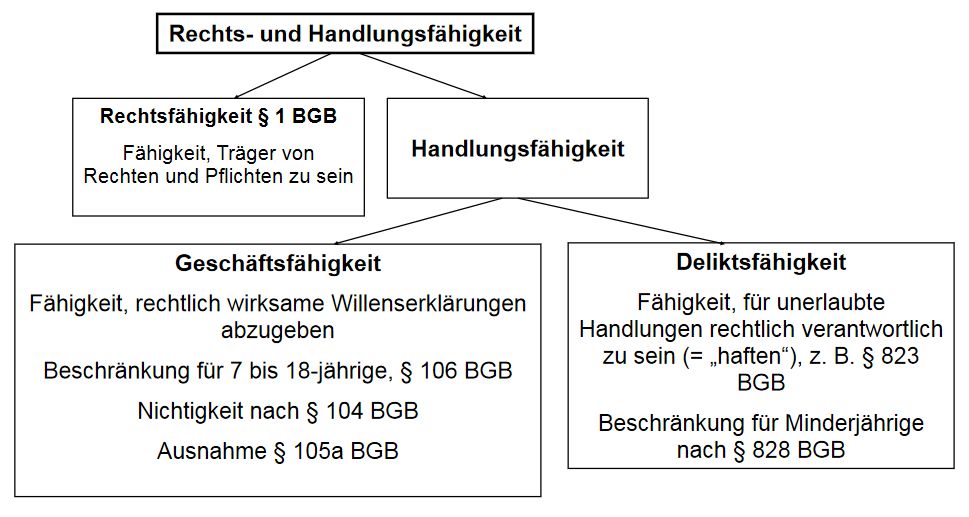 Rechts- und Handlungsfähigkeit
Rechtsfähigkeit § 1 BGB
Fähigkeit, Träger von
Rechten und Pflichten zu sein
Handlungsfähigkeit
Geschäftsfähigkeit
Fähigkeit, rechtlich wirksame Willenserklärungen
abzugeben
Beschränkung für 7 bis 18-jährige, § 106 BGB
Nichtigkeit nach § 104 BGB
Ausnahme § 105a BGB
Deliktsfähigkeit
Fähigkeit, für unerlaubte
Handlungen rechtlich verantwortlich
zu sein (= „haften“), z. B. § 823
BGB
Beschränkung für Minderjährige
nach § 828 BGB